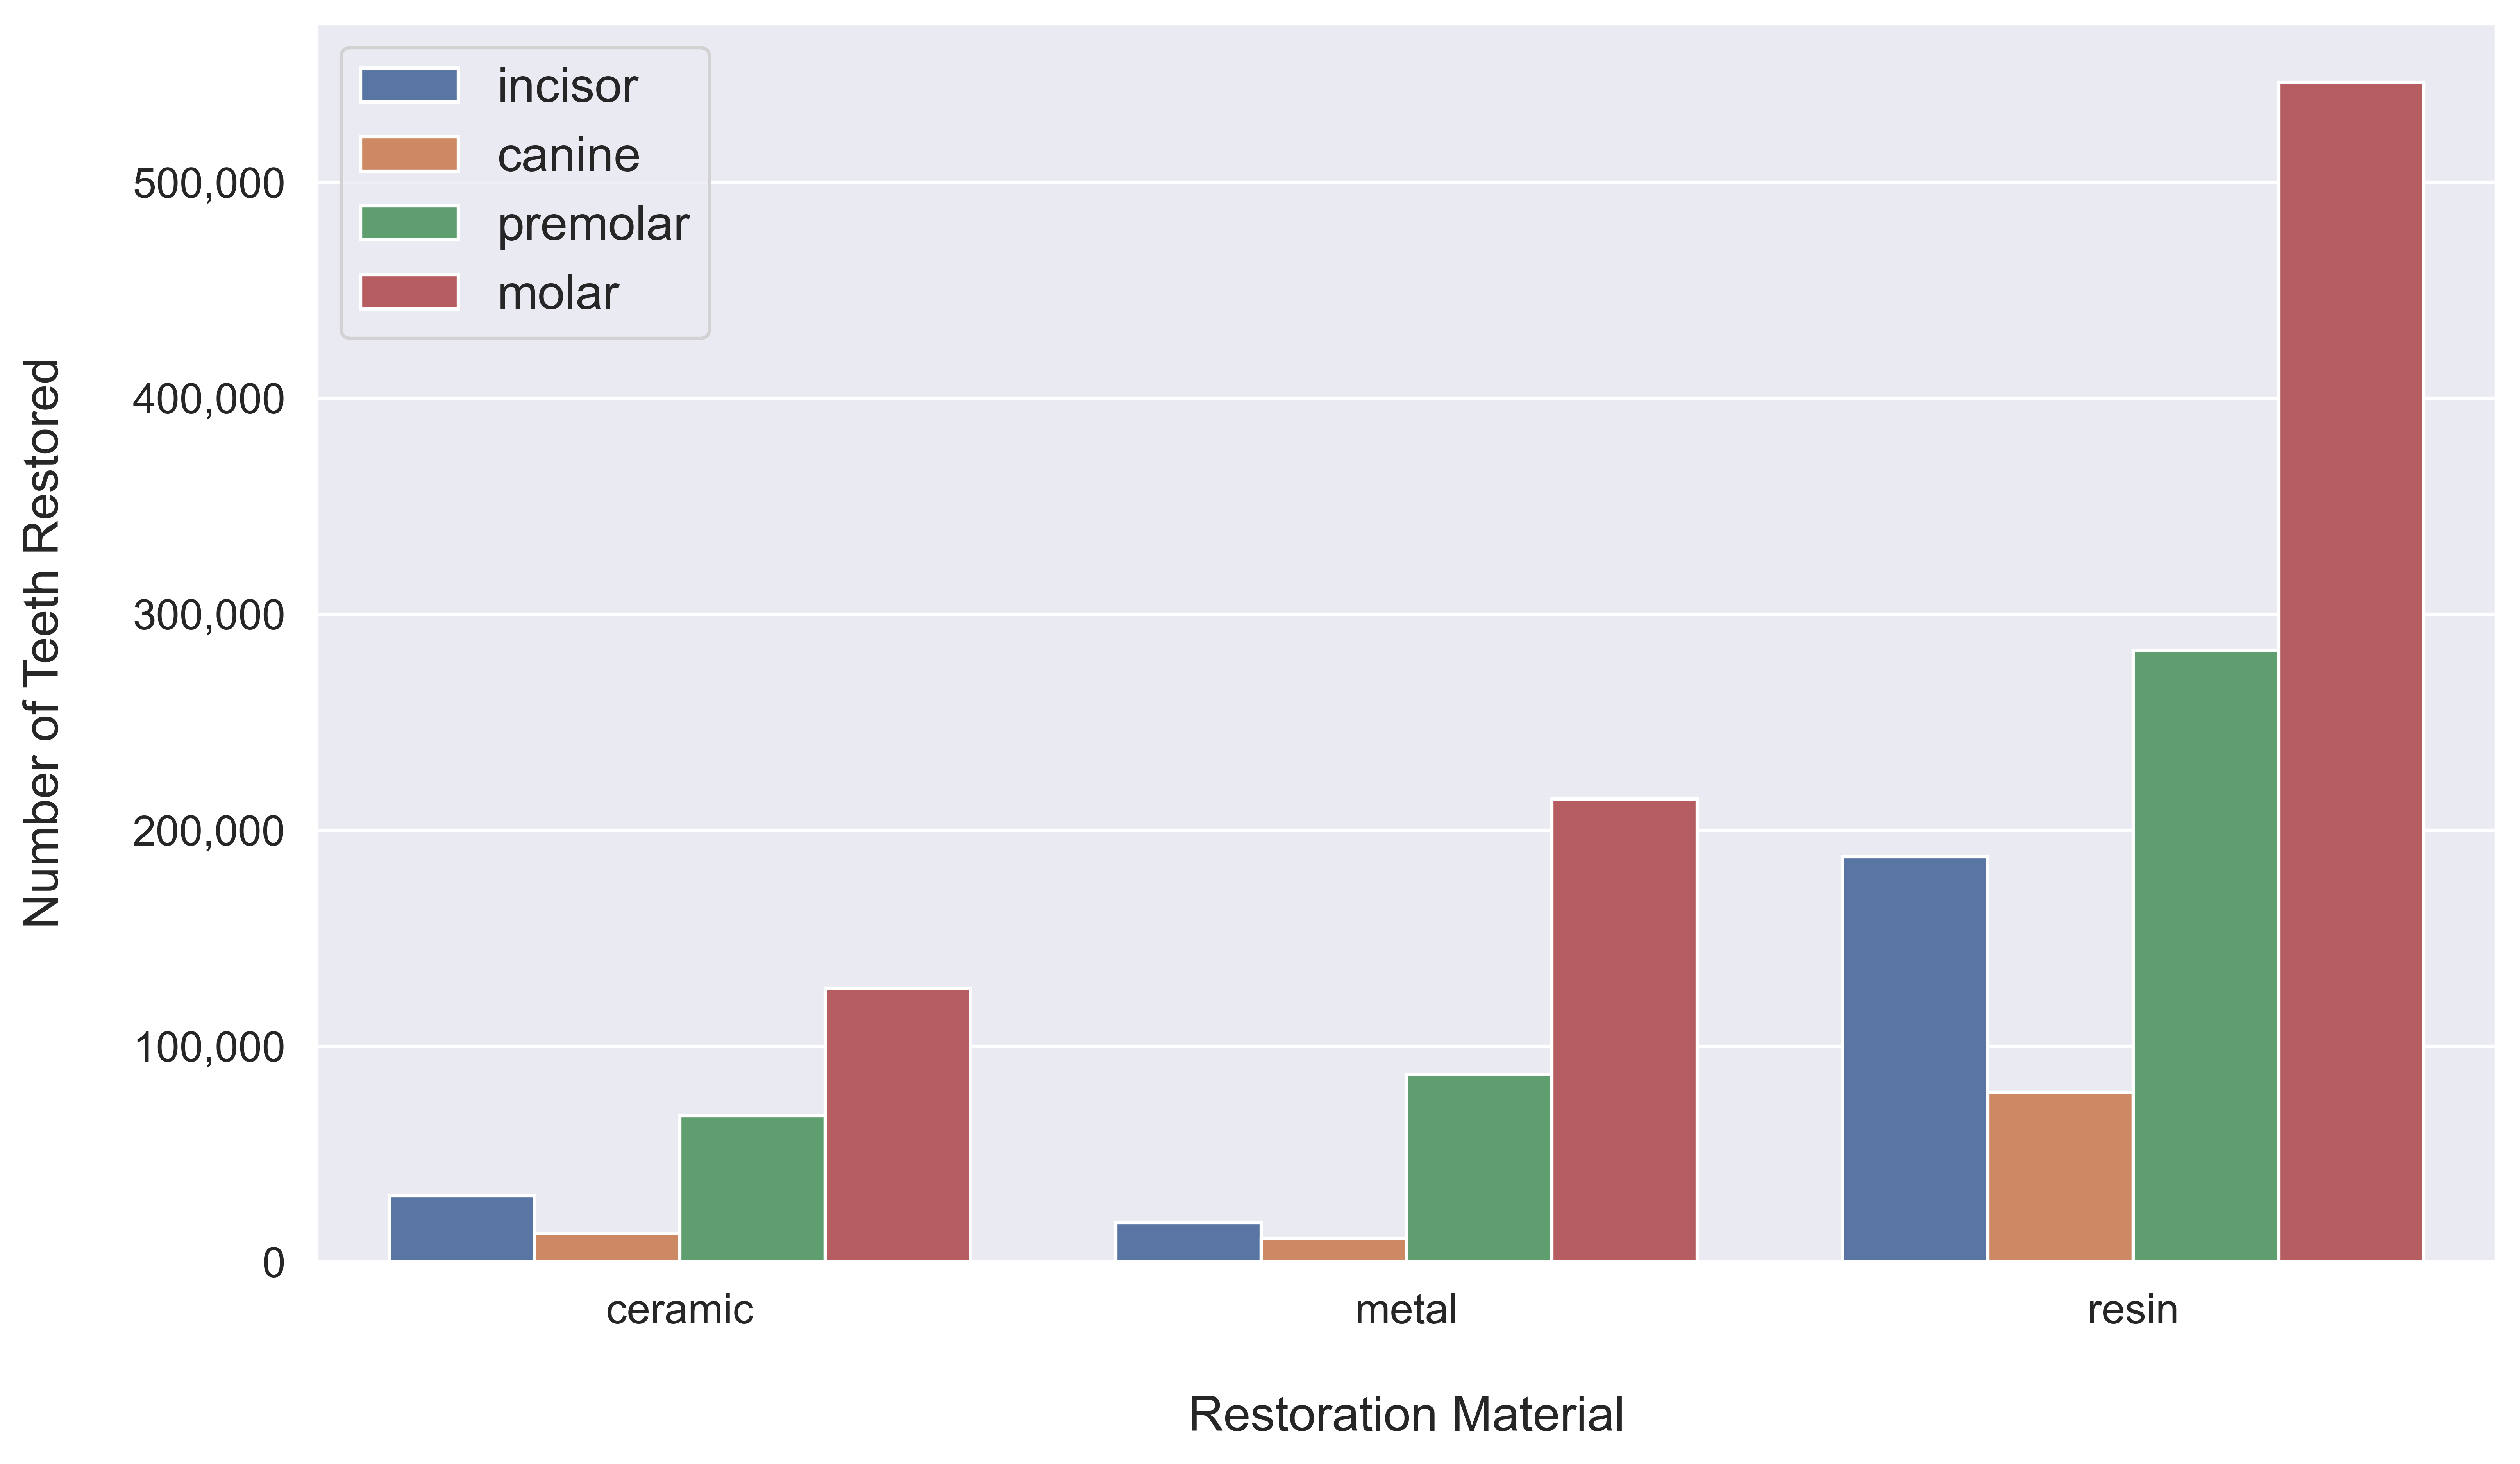 incisor
canine
premolar
molar
Number of Teeth Restored
500,000
400,000
300,000
200,000
100,000
0
ceramic
metal
resin
Restoration Material